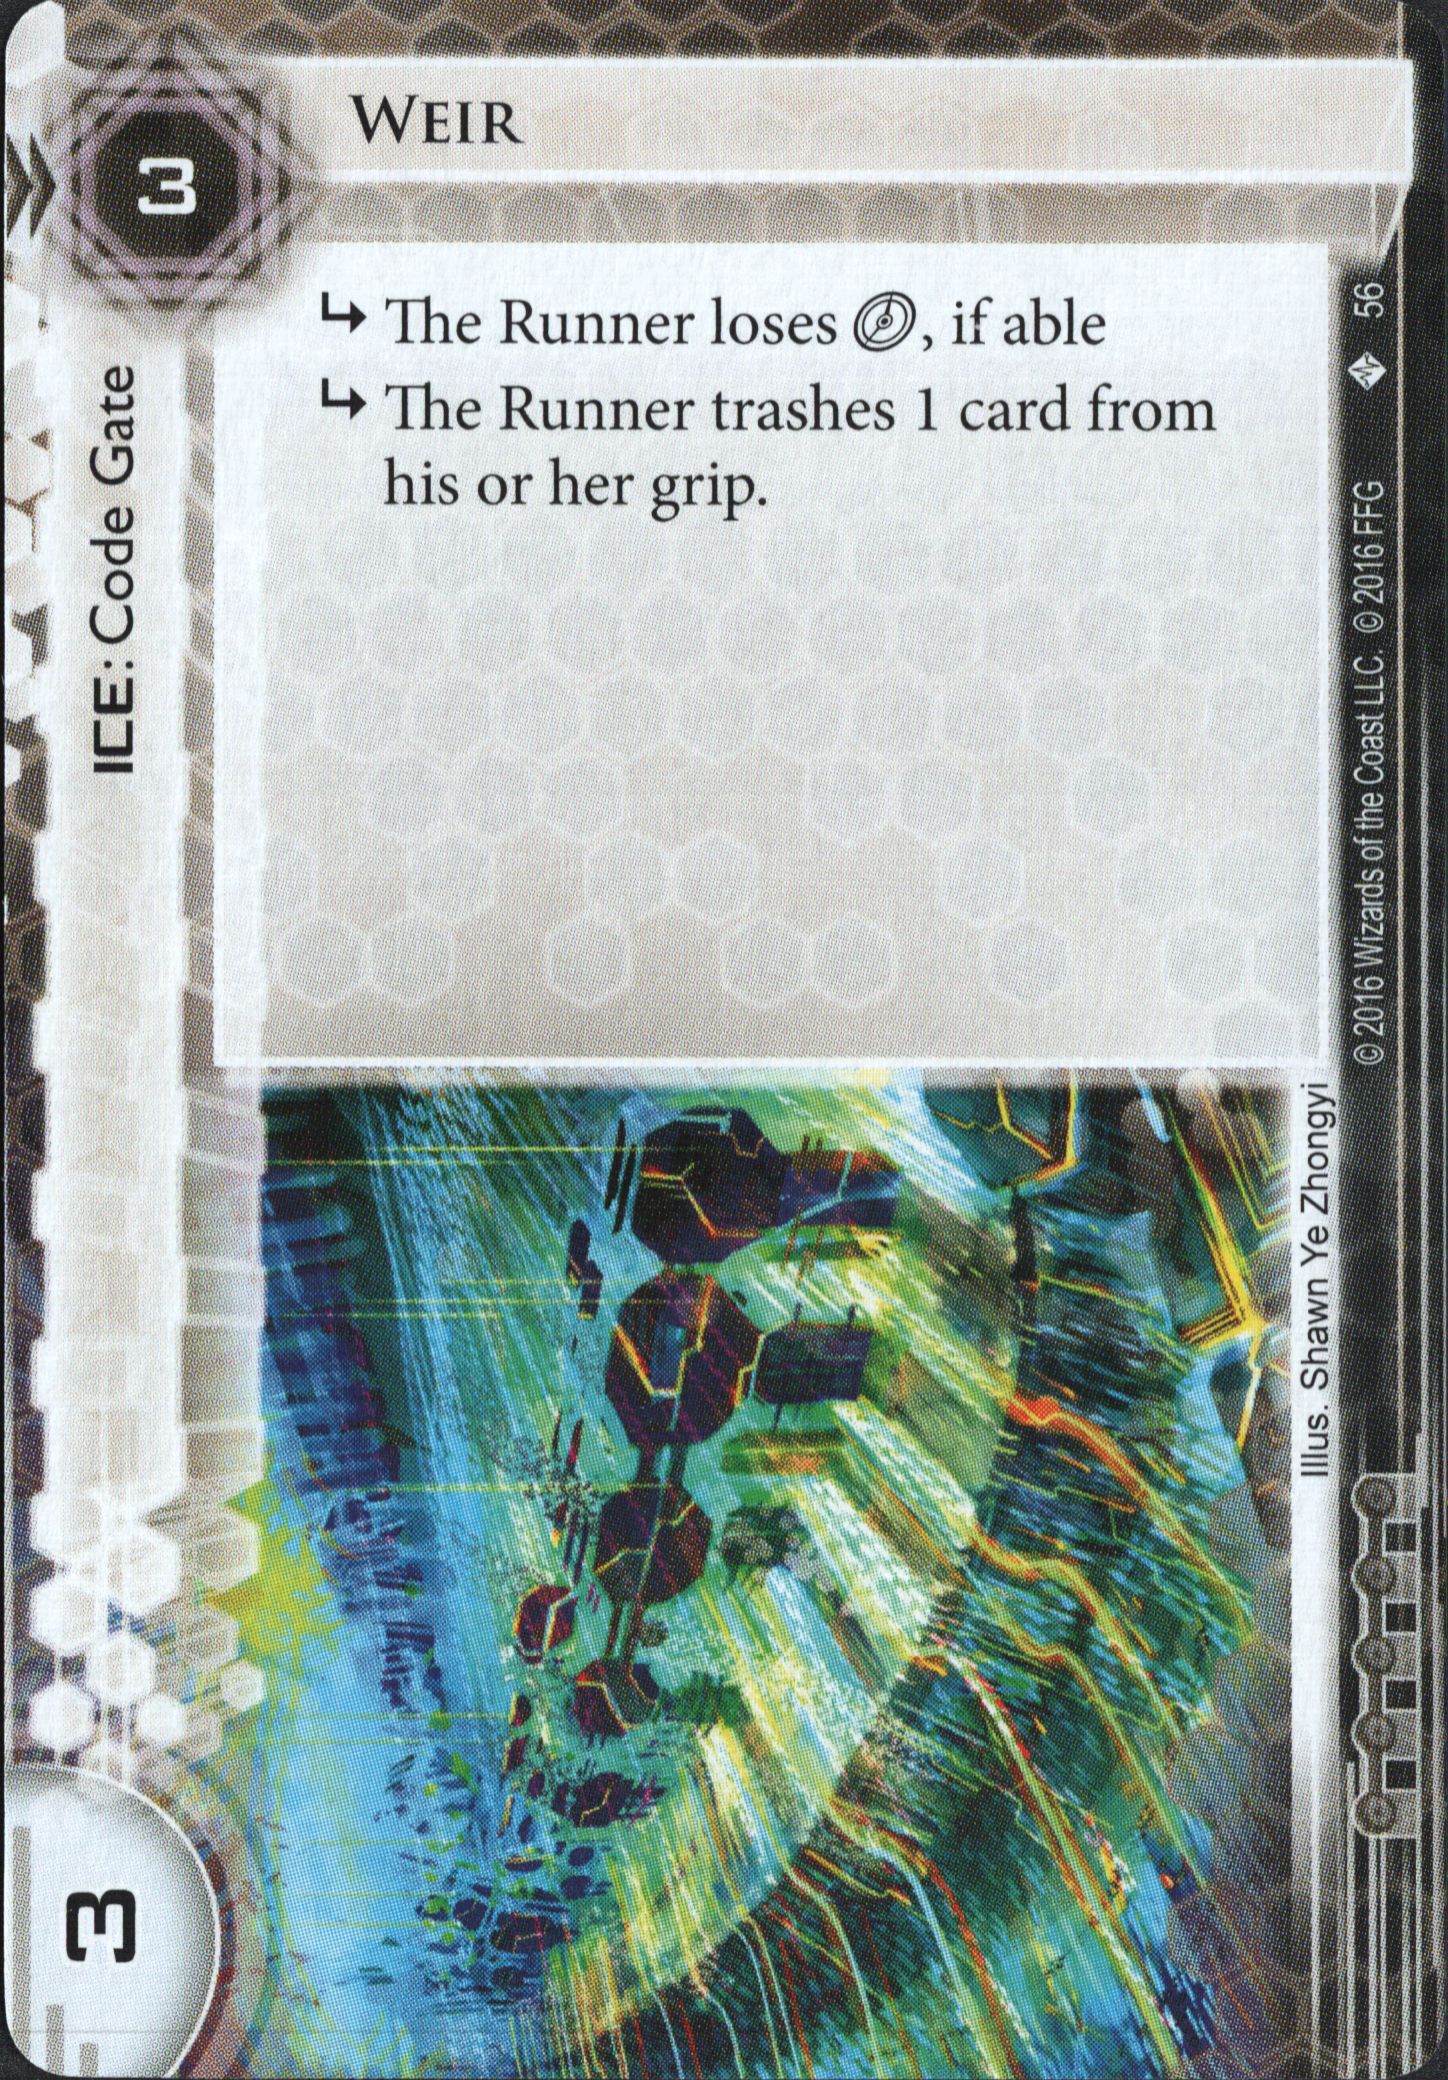 WEIR
3
↳ The Runner loses , if able
↳ The Runner trashes 1 card from
his or her grip.
ICE: Code Gate
3
Illus. Shawn Ye Zhongyi
© 2016 Wizards of the Coast LLC. © 2016 FFG 56